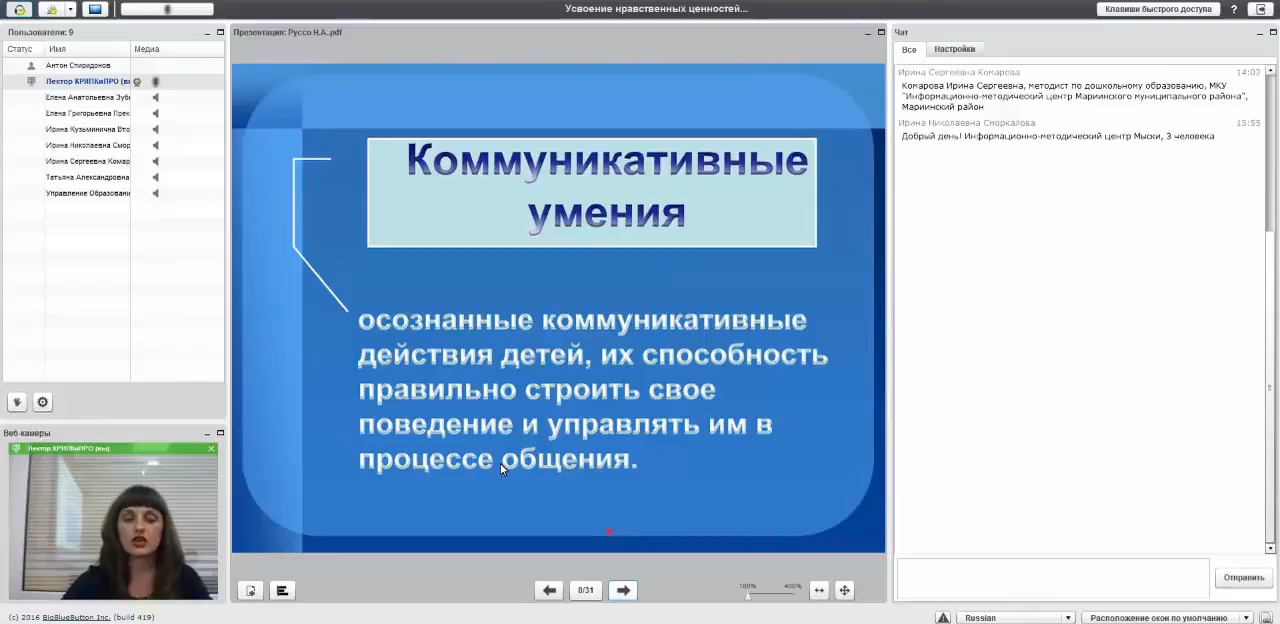 Усвоение нравственных ценностей...
Клавиши быстрого доступа
?
Пользователи: 9
Статус Имя Медиа
Антон Спиридонов
Лектор КРИПКиПРО (вы
Елена Анатольевна Зуб
Елена Григорьевна Прек
Ирина Кузьминична Вто
Ирина Николаевна Смор
Ирина Сергеевна Комар
Татьяна Александровна
Управление Образовани
Веб камеры
Лектор КРИПКиПРО (вы)
Презентация: Руссо Н.А..pdf
Коммуникативные
умения
осознанные коммуникативные
действия детей, их способность
правильно строить свое
поведение и управлять им в
процессе общения.
8/31
100% 400%
Чат
Все Настройки
Ирина Сергеевна Комарова 14:02
Комарова Ирина Сергеевна, методист по дошкольному образованию, МКУ
"Информационно-методический центр Мариинского муниципального района",
Мариинский район
Ирина Николаевна Сморкалова 15:55
Добрый день! Информационно-методический центр Мыски, 3 человека
Отправить
(c) 2016 BigBlueButton Inc. (build 419)
Russian
Расположение окон по умолчанию